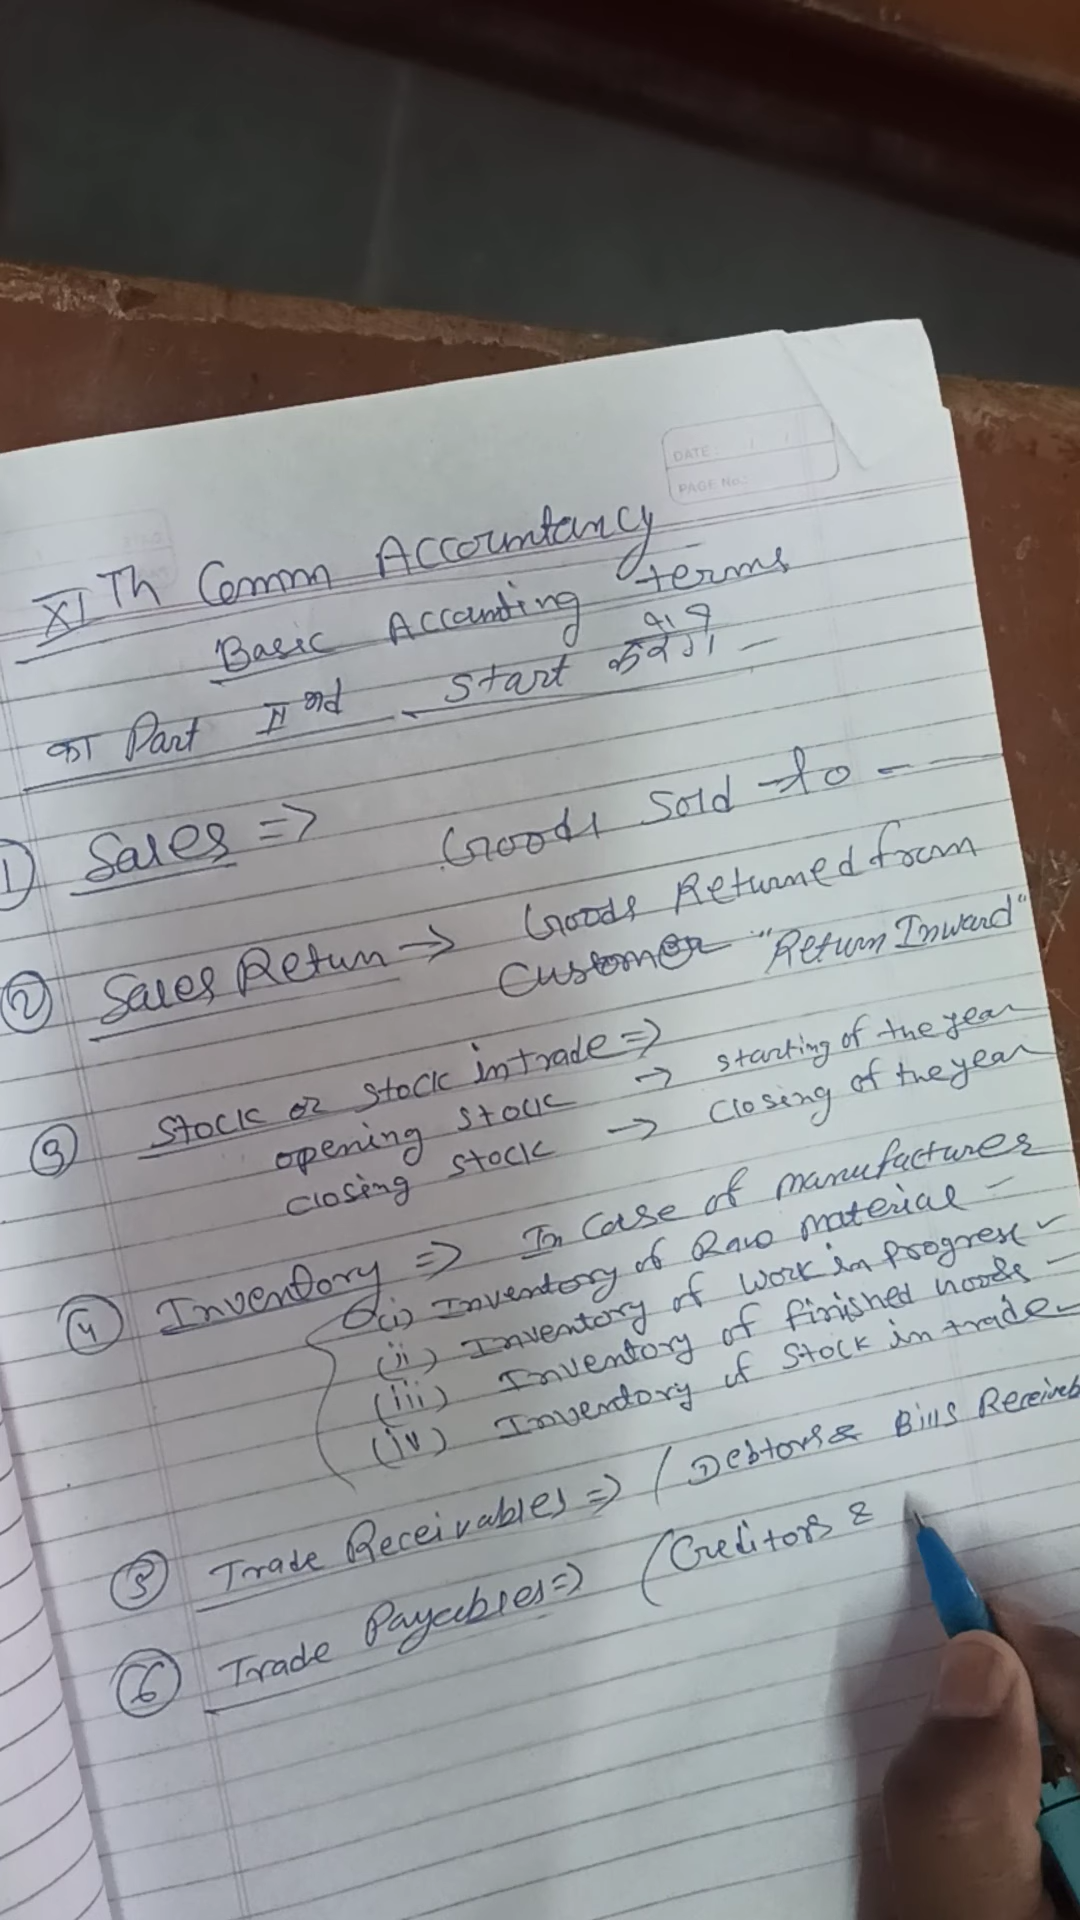 DATE: / /
PAGE No.:
XI Th Comm Accountancy
Basic Accounting terms
का Part II nd Start करेंगे -
① Sales => Goods Sold to - -
② Sales Retun -> Goods Returned from
Customer "Return Inward"
③ Stock or Stock in trade =>
opening stock -> starting of the year
closing stock -> closing of the year
④ Inventory => In Case of manufactures
(i) Inventory of Raw material -
(ii) Inventory of Work in progress
(iii) Inventory of finished Goods -
(iv) Inventory of Stock in trade
⑤ Trade Receivables => (Debtors & Bills Receivab
⑥ Trade Payables => (Creditors &